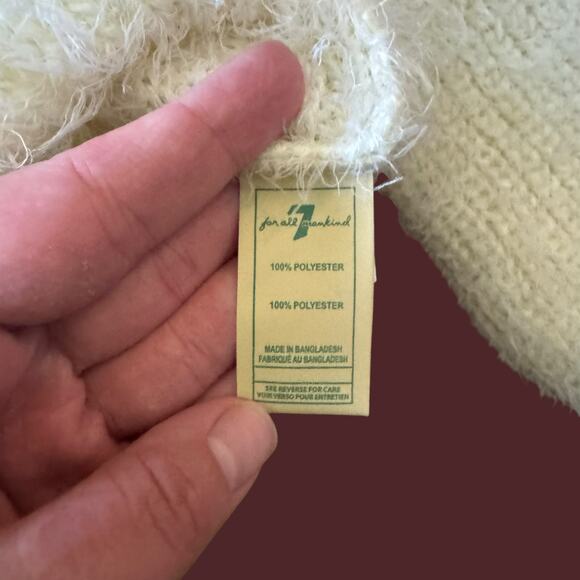 for all 7 mankind
100% POLYESTER
100% POLYESTER
MADE IN BANGLADESH
FABRIQUÉ AU BANGLADESH
SEE REVERSE FOR CARE
VOIR VERSO POUR ENTRETIEN